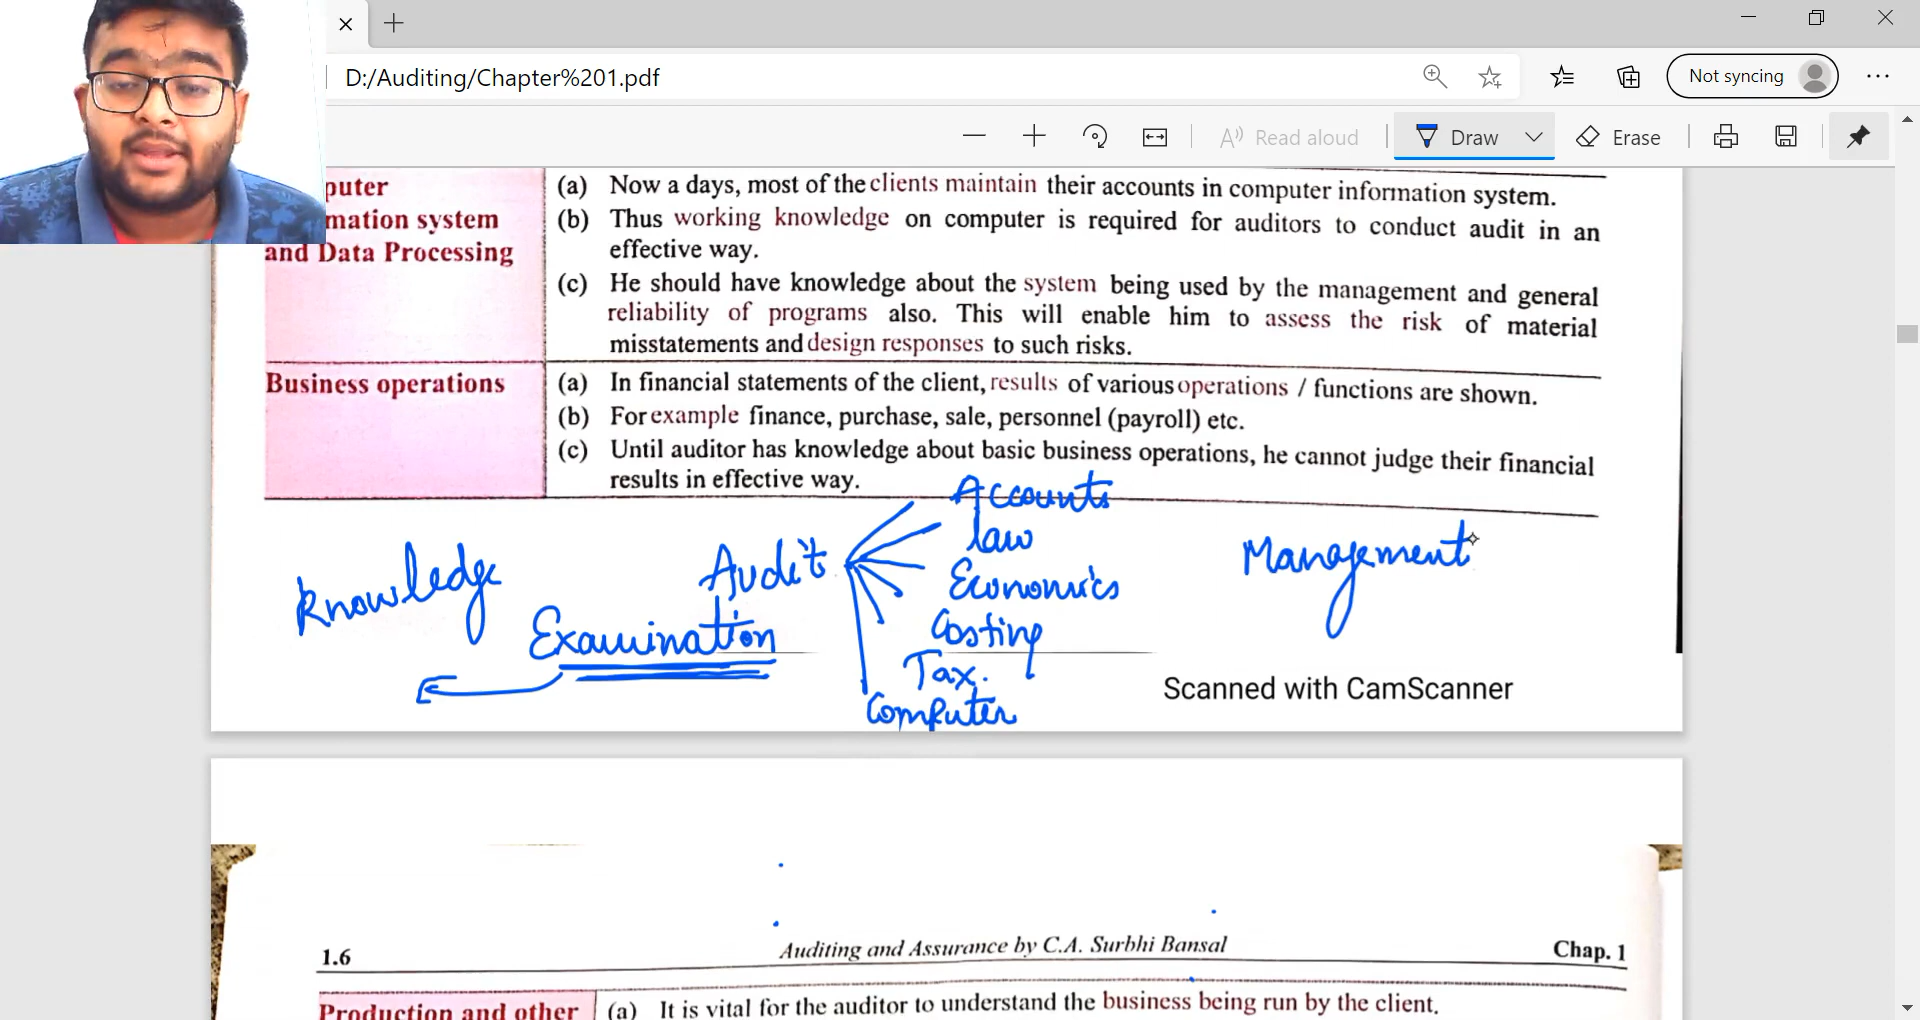 D:/Auditing/Chapter%201.pdf
Not syncing
Read aloud
Draw
Erase
puter
mation system
and Data Processing
(a) Now a days, most of the clients maintain their accounts in computer information system.
(b) Thus working knowledge on computer is required for auditors to conduct audit in an
effective way.
(c) He should have knowledge about the system being used by the management and general
reliability of programs also. This will enable him to assess the risk of material
misstatements and design responses to such risks.
Business operations
(a) In financial statements of the client, results of various operations / functions are shown.
(b) For example finance, purchase, sale, personnel (payroll) etc.
(c) Until auditor has knowledge about basic business operations, he cannot judge their financial
results in effective way.
Knowledge
Examination
Audit
Accounts
law
Economics
Costing
Tax.
Computer
Management
Scanned with CamScanner
1.6
Auditing and Assurance by C.A. Surbhi Bansal
Chap. 1
Production and other
(a) It is vital for the auditor to understand the business being run by the client.